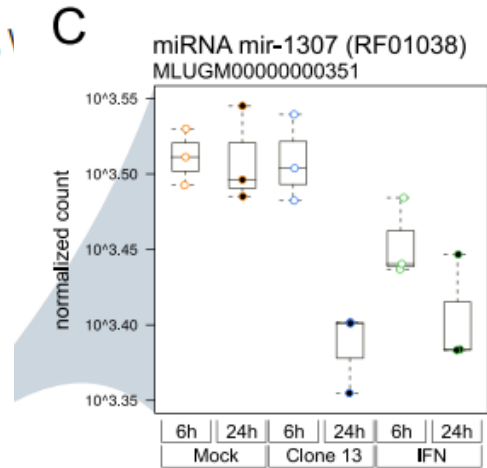 C
miRNA mir-1307 (RF01038)
MLUGM00000000351
normalized count
10^3.55
10^3.50
10^3.45
10^3.40
10^3.35
6h 24h 6h 24h 6h 24h
Mock Clone 13 IFN